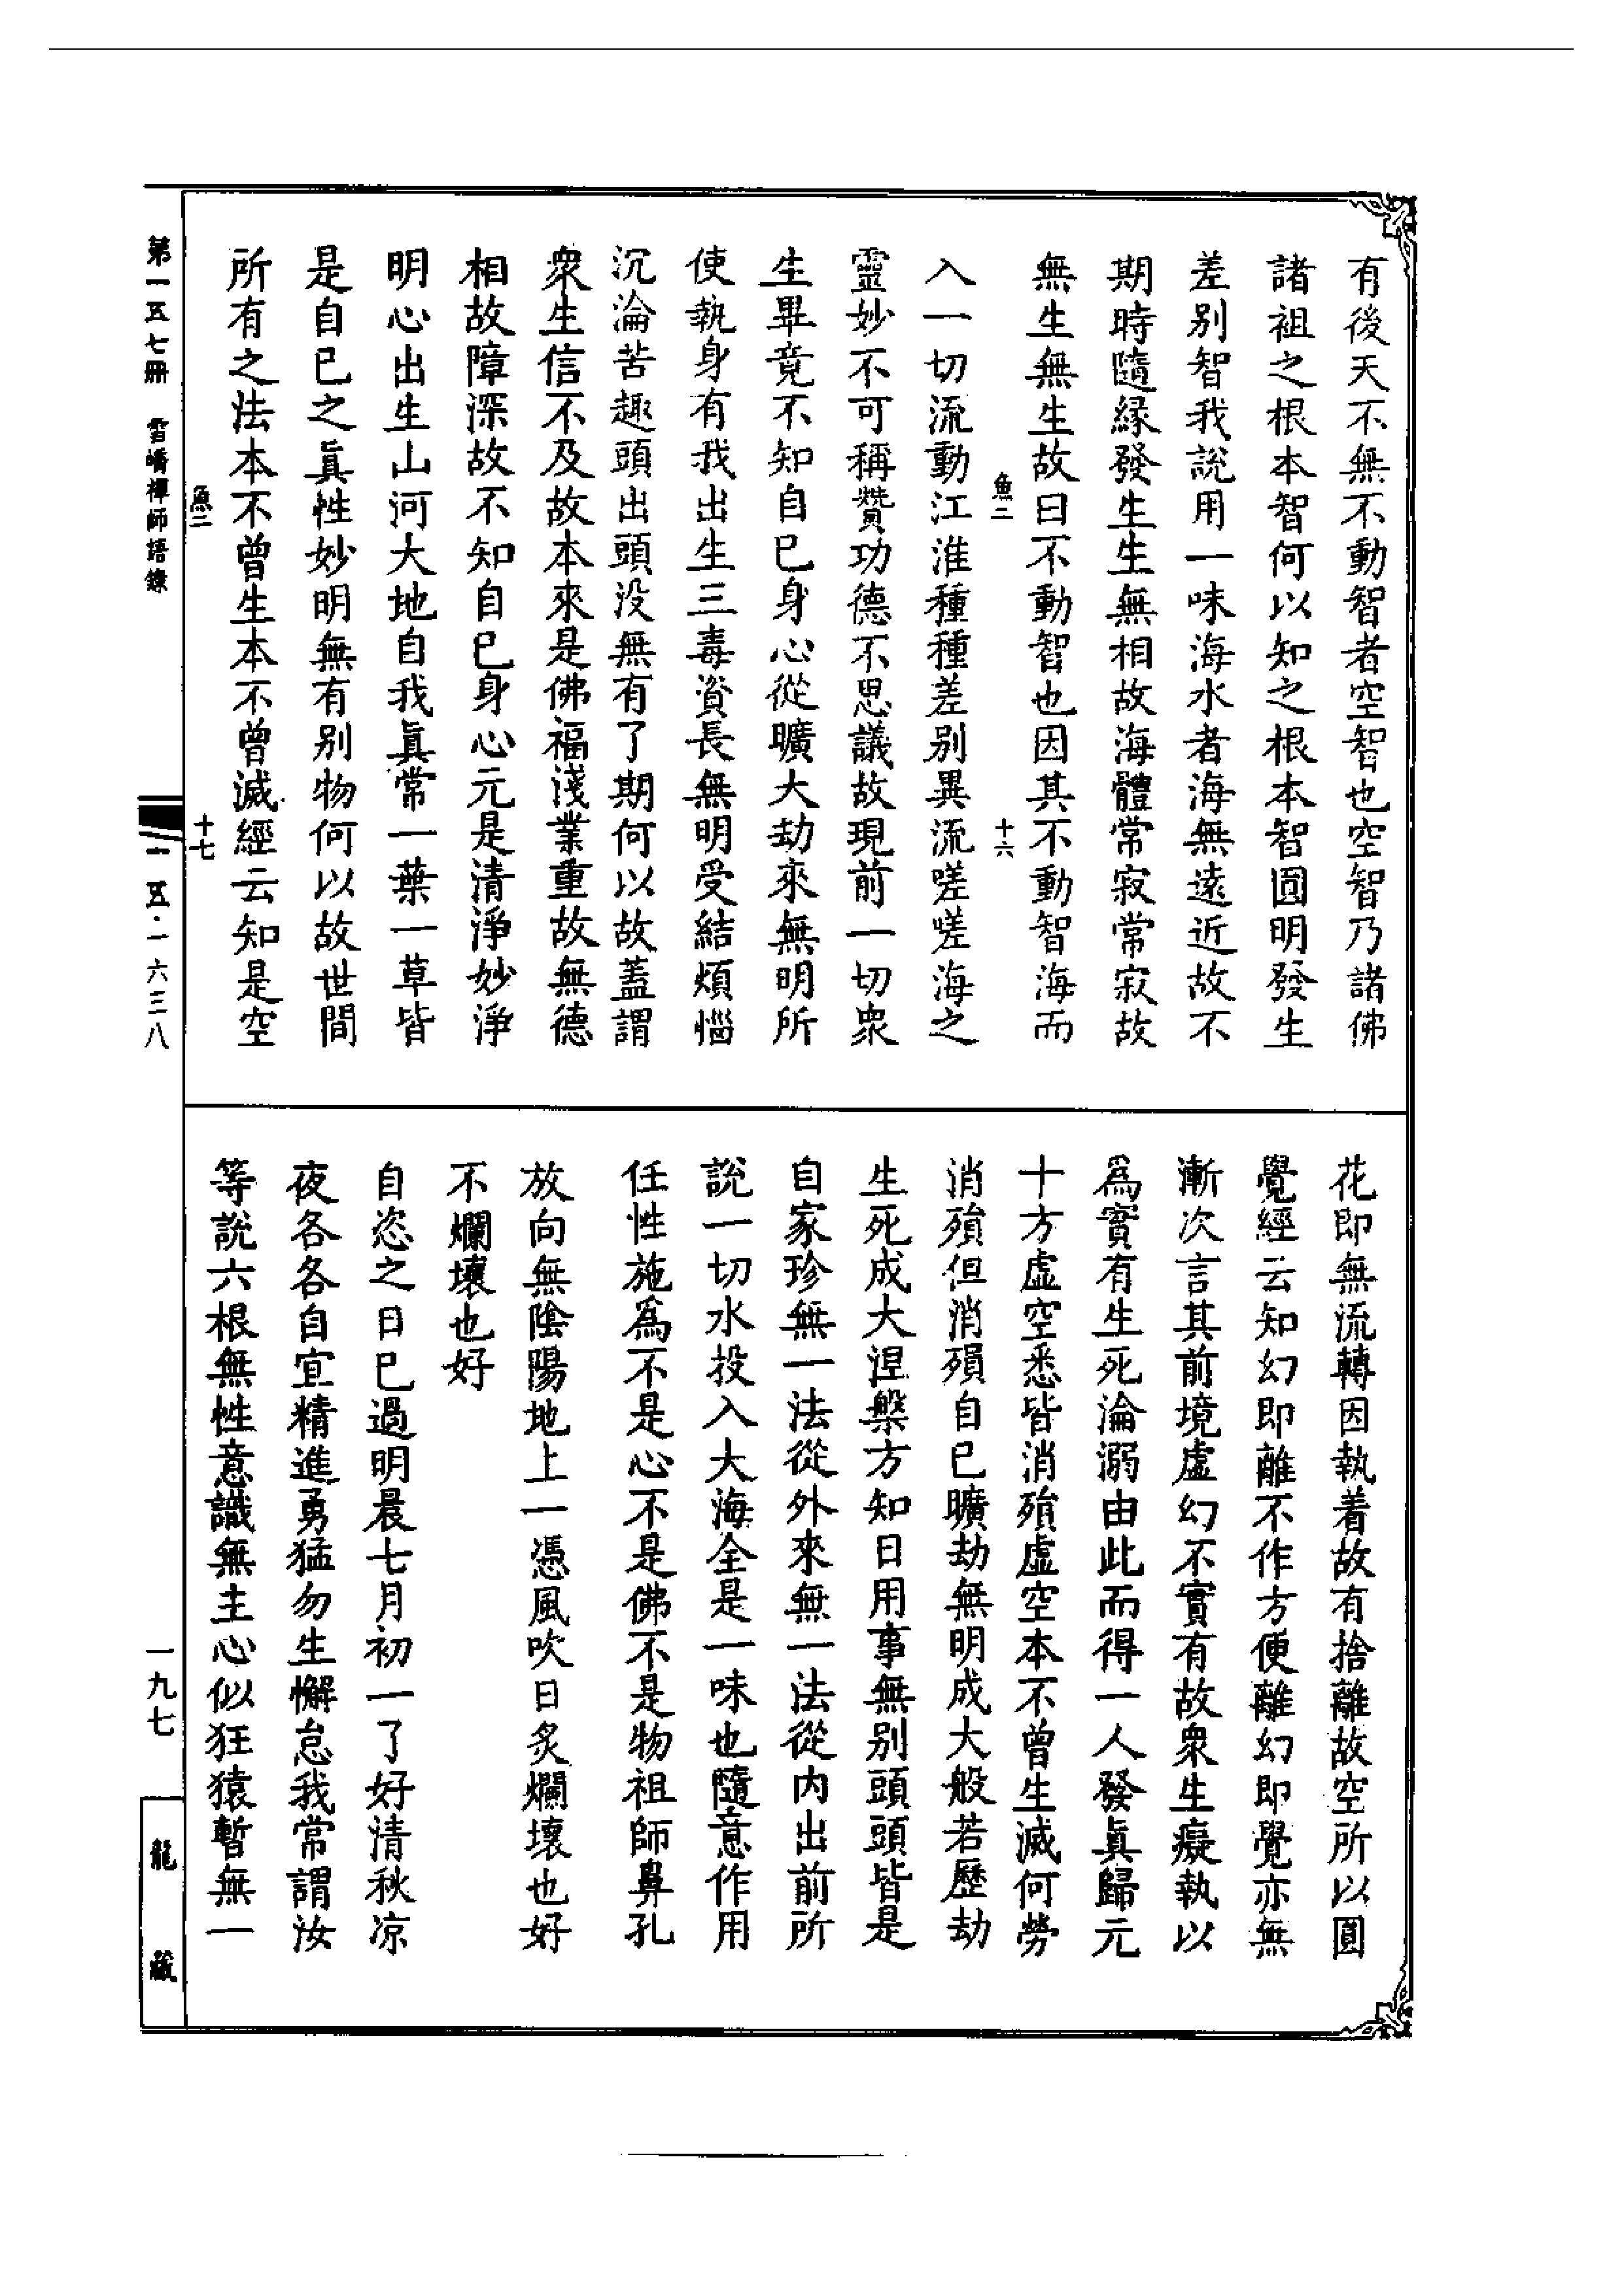 有後天不無不動智者空智也空智乃諸佛
諸祖之根本智何以知之根本智圓明發生
差别智我說用一味海水者海無遠近故不
期時隨緣發生生無相故海體常寂常寂故
無生無生故曰不動智也因其不動智海而
魚二 十六
入一切流動江淮種種差别異流嗟嗟海之
靈妙不可稱贊功德不思議故現前一切衆
生畢竟不知自已身心從曠大劫來無明所
使執身有我出生三毒資長無明受結煩惱
沉淪苦趣頭出頭没無有了期何以故蓋謂
衆生信不及故本來是佛福淺業重故無德
相故障深故不知自已身心元是清淨妙淨
明心出生山河大地自我眞常一葉一草皆
是自已之眞性妙明無有别物何以故世間
所有之法本不曾生本不曾滅經云知是空
魚二 十七
花即無流轉因執着故有捨離故空所以圓
覺經云知幻即離不作方便離幻即覺亦無
漸次言其前境虛幻不實有故衆生癡執以
爲實有生死淪溺由此而得一人發眞歸元
十方虛空悉皆消殞虛空本不曾生滅何勞
消殞但消殞自已曠劫無明成大般若歷劫
生死成大涅槃方知日用事無别頭頭皆是
自家珍無一法從外來無一法從内出前所
說一切水投入大海全是一味也隨意作用
任性施爲不是心不是佛不是物祖師鼻孔
放向無陰陽地上一憑風吹日炙爛壞也好
不爛壞也好
自恣之日已過明晨七月初一了好清秋凉
夜各各自宜精進勇猛勿生懈怠我常謂汝
等說六根無性意識無主心似狂猿暫無一
第一五七冊 雪嶠禪師語錄
一五·一六三八
一九七
龍藏